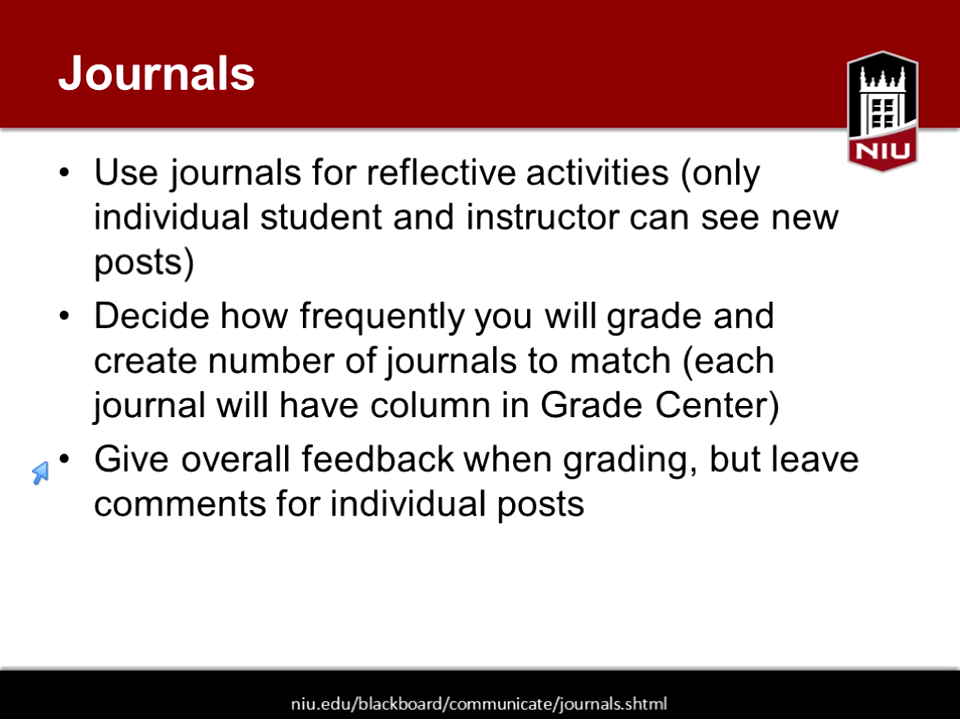 Journals
NIU
• Use journals for reflective activities (only
individual student and instructor can see new
posts)
• Decide how frequently you will grade and
create number of journals to match (each
journal will have column in Grade Center)
• Give overall feedback when grading, but leave
comments for individual posts
niu.edu/blackboard/communicate/journals.shtml